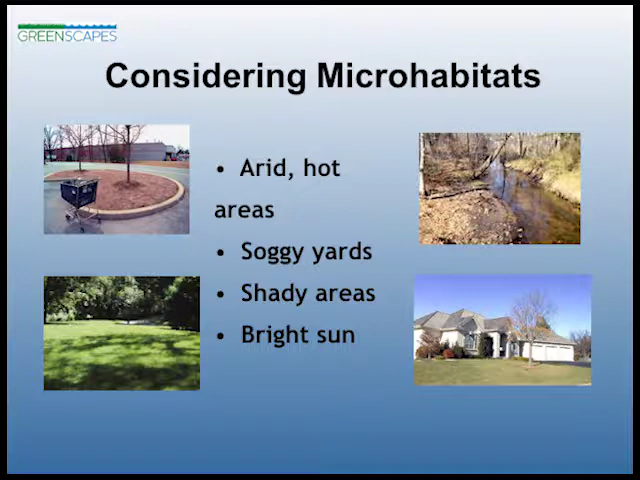 GREENSCAPES
Considering Microhabitats
• Arid, hot
areas
• Soggy yards
• Shady areas
• Bright sun